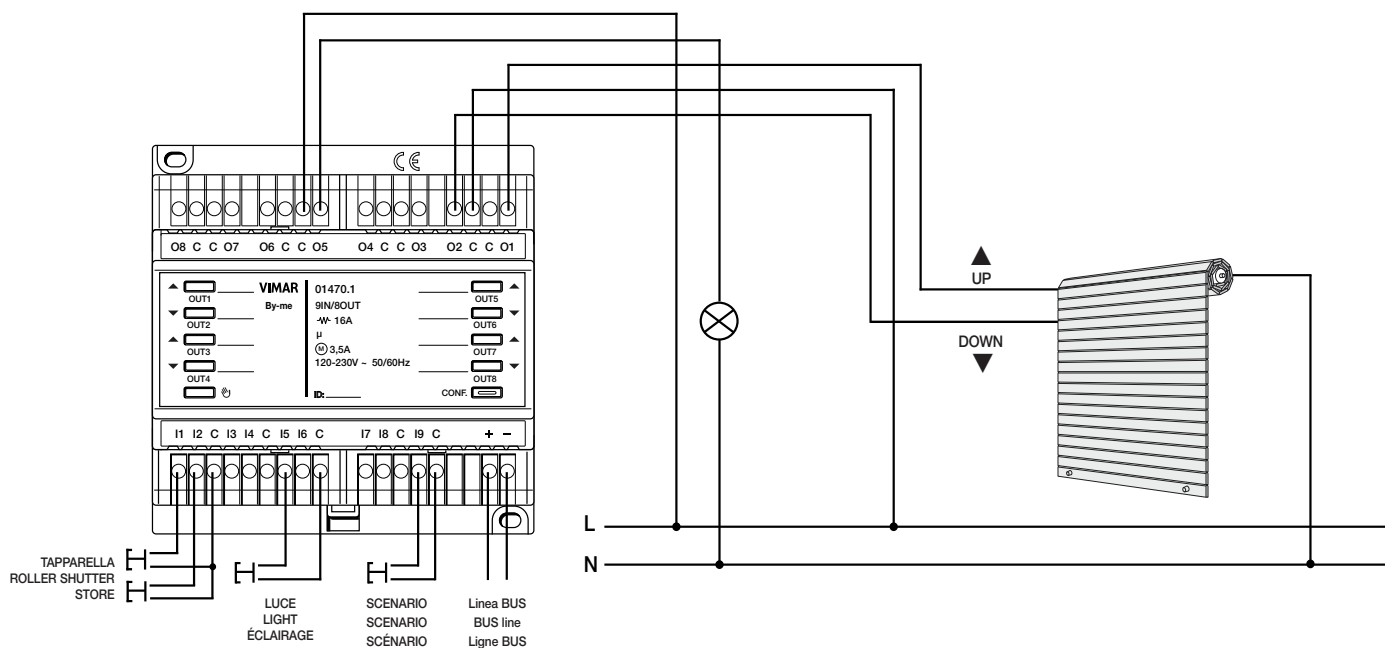 CE
O8 C C O7 O6 C C O5 O4 C C O3 O2 C C O1
OUT1
OUT2
OUT3
OUT4
VIMAR
By-me
01470.1
9IN/8OUT
16A
µ
M 3,5A
120-230V ~ 50/60Hz
ID:
OUT5
OUT6
OUT7
OUT8
CONF.
I1 I2 C I3 I4 C I5 I6 C I7 I8 C I9 C + −
UP
DOWN
L
N
TAPPARELLA
ROLLER SHUTTER
STORE
LUCE
LIGHT
ÉCLAIRAGE
SCENARIO
SCENARIO
SCÉNARIO
Linea BUS
BUS line
Ligne BUS